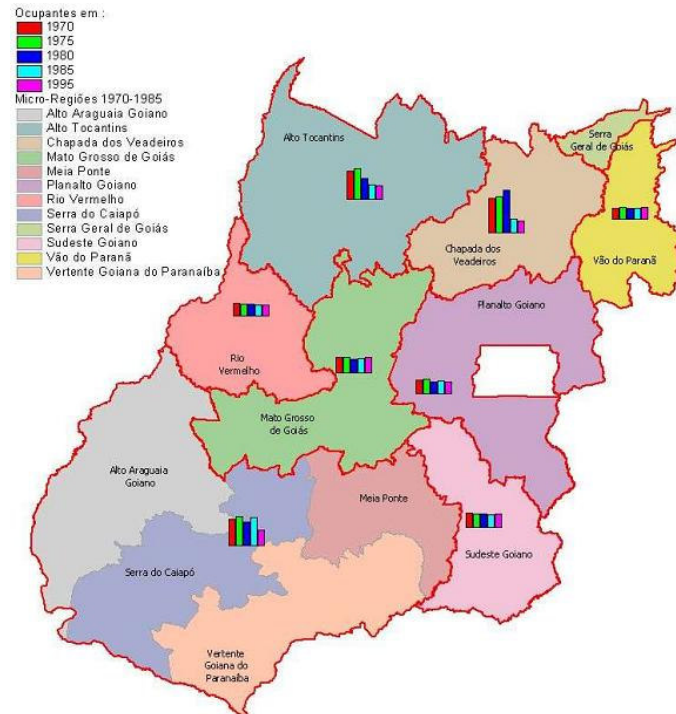 Ocupantes em :
1970
1975
1980
1985
1995
Micro-Regiões 1970-1985
Alto Araguaia Goiano
Alto Tocantins
Chapada dos Veadeiros
Mato Grosso de Goiás
Meia Ponte
Planalto Goiano
Rio Vermelho
Serra do Caiapó
Serra Geral de Goiás
Sudeste Goiano
Vão do Paranã
Vertente Goiana do Paranaíba
Alto Tocantins
Serra
Geral de Goiás
Chapada dos
Veadeiros
Vão do Paranã
Planalto Goiano
Rio
Vermelho
Mato Grosso
de Goiás
Alto Araguaia
Goiano
Meia Ponte
Sudeste Goiano
Serra do Caiapó
Vertente
Goiana do
Paranaíba